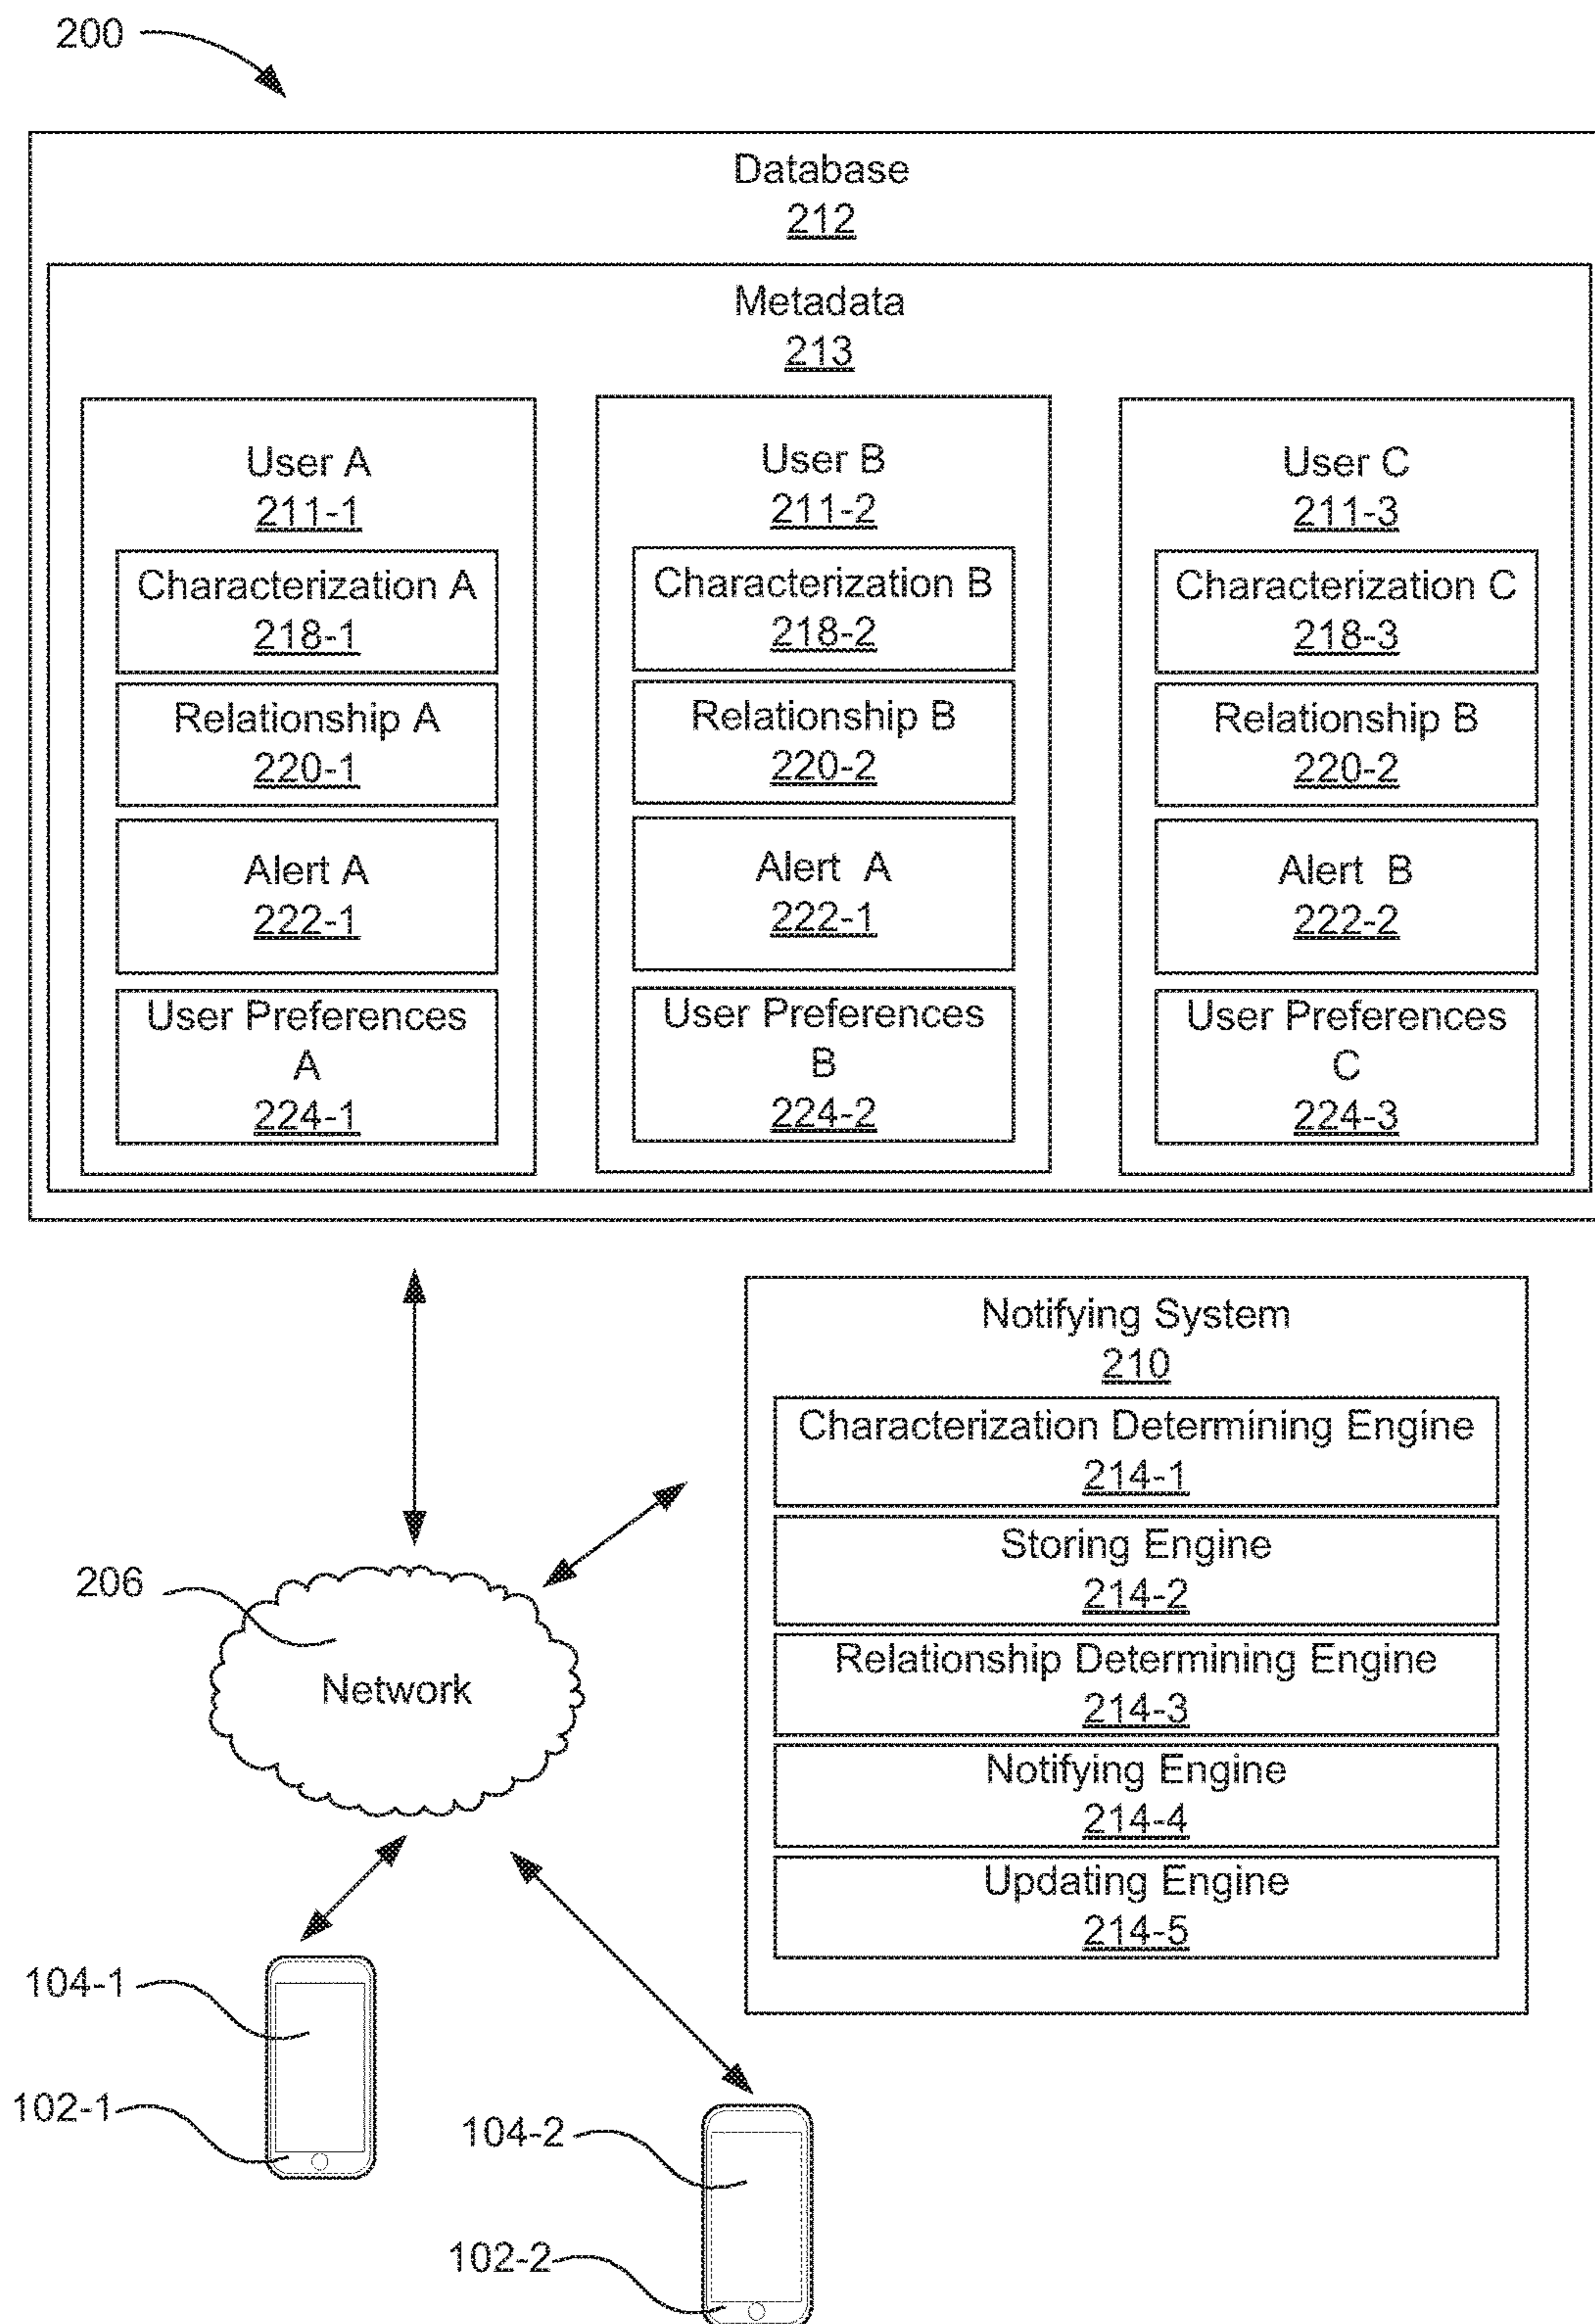 200
Database
212
Metadata
213
User A
211-1
Characterization A
218-1
Relationship A
220-1
Alert A
222-1
User Preferences
A
224-1
User B
211-2
Characterization B
218-2
Relationship B
220-2
Alert A
222-1
User Preferences
B
224-2
User C
211-3
Characterization C
218-3
Relationship B
220-2
Alert B
222-2
User Preferences
C
224-3
Notifying System
210
Characterization Determining Engine
214-1
Storing Engine
214-2
Relationship Determining Engine
214-3
Notifying Engine
214-4
Updating Engine
214-5
206
Network
104-1
102-1
104-2
102-2